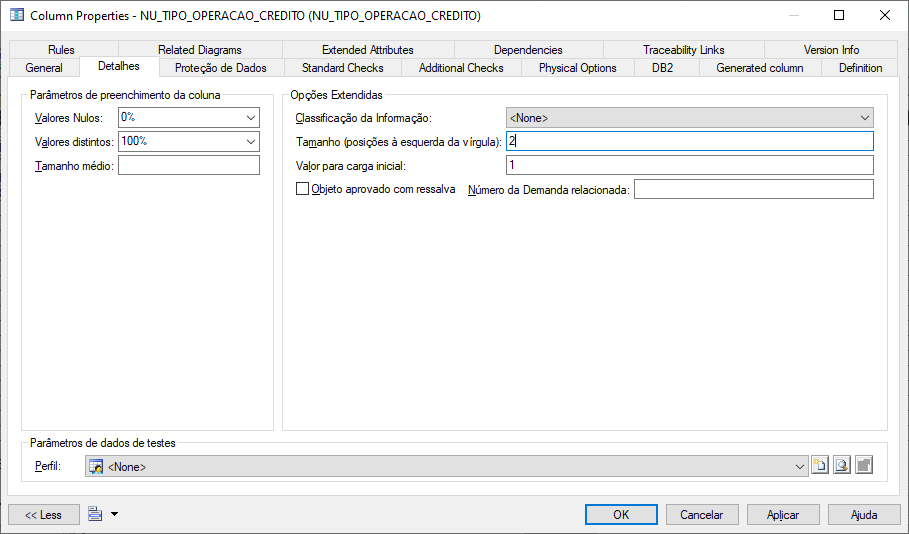 Column Properties - NU_TIPO_OPERACAO_CREDITO (NU_TIPO_OPERACAO_CREDITO)
Rules Related Diagrams Extended Attributes Dependencies Traceability Links Version Info
General Detalhes Proteção de Dados Standard Checks Additional Checks Physical Options DB2 Generated column Definition
Parâmetros de preenchimento da coluna
Valores Nulos: 0%
Valores distintos: 100%
Tamanho médio:
Opções Extendidas
Classificação da Informação: <None>
Tamanho (posições à esquerda da vírgula): 2
Valor para carga inicial: 1
Objeto aprovado com ressalva Número da Demanda relacionada:
Parâmetros de dados de testes
Perfil: <None>
<< Less OK Cancelar Aplicar Ajuda